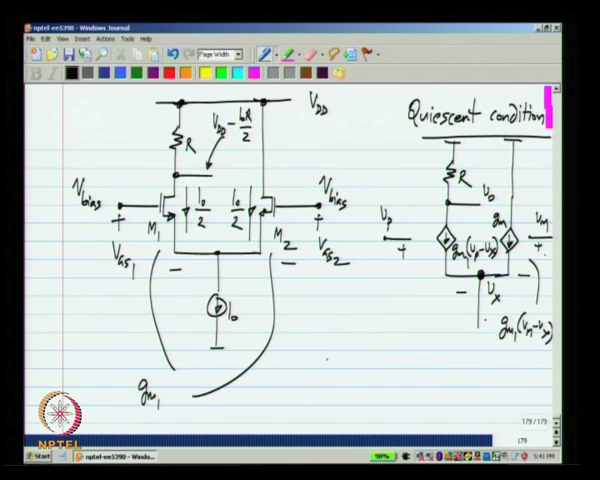 nptel-ee5390 - Windows Journal
File Edit View Insert Actions Tools Help
Page Width
B I
V_DD
V_DD - I_0R/2
R
V_bias
M_1
I_0/2
I_0/2
M_2
V_bias
+
V_GS1
-
+
V_GS2
-
I_0
g_m1
Quiescent condition
R
v_o
v_p
+
g_m1(v_p-v_x)
g_m
v_m
+
-
v_x
-
g_m1(v_m-v_x)
NPTEL
179 / 179
179
Start
nptel-ee5390 - Windo...
98%
5:41 PM